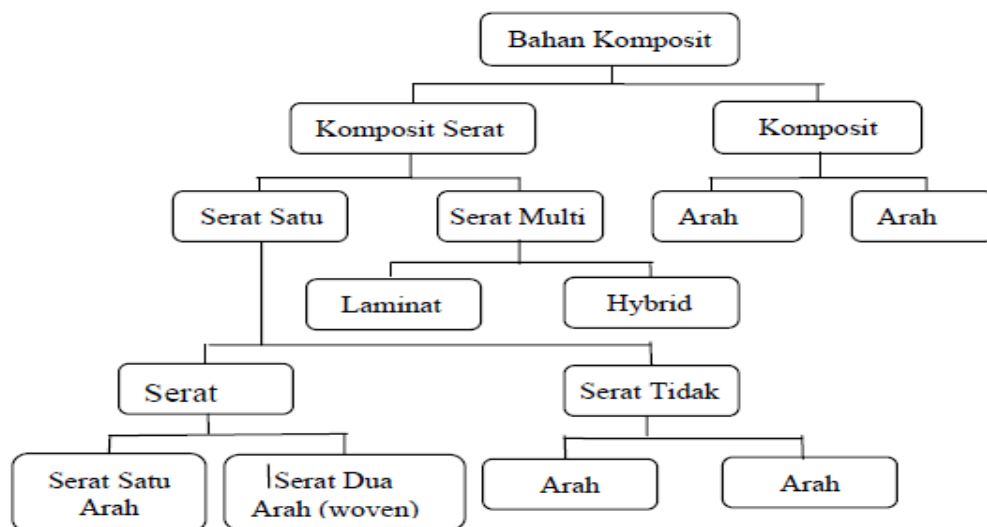 Bahan Komposit
Komposit Serat
Komposit
Serat Satu
Serat Multi
Arah
Arah
Laminat
Hybrid
Serat
Serat Tidak
Serat Satu
Arah
Serat Dua
Arah (woven)
Arah
Arah